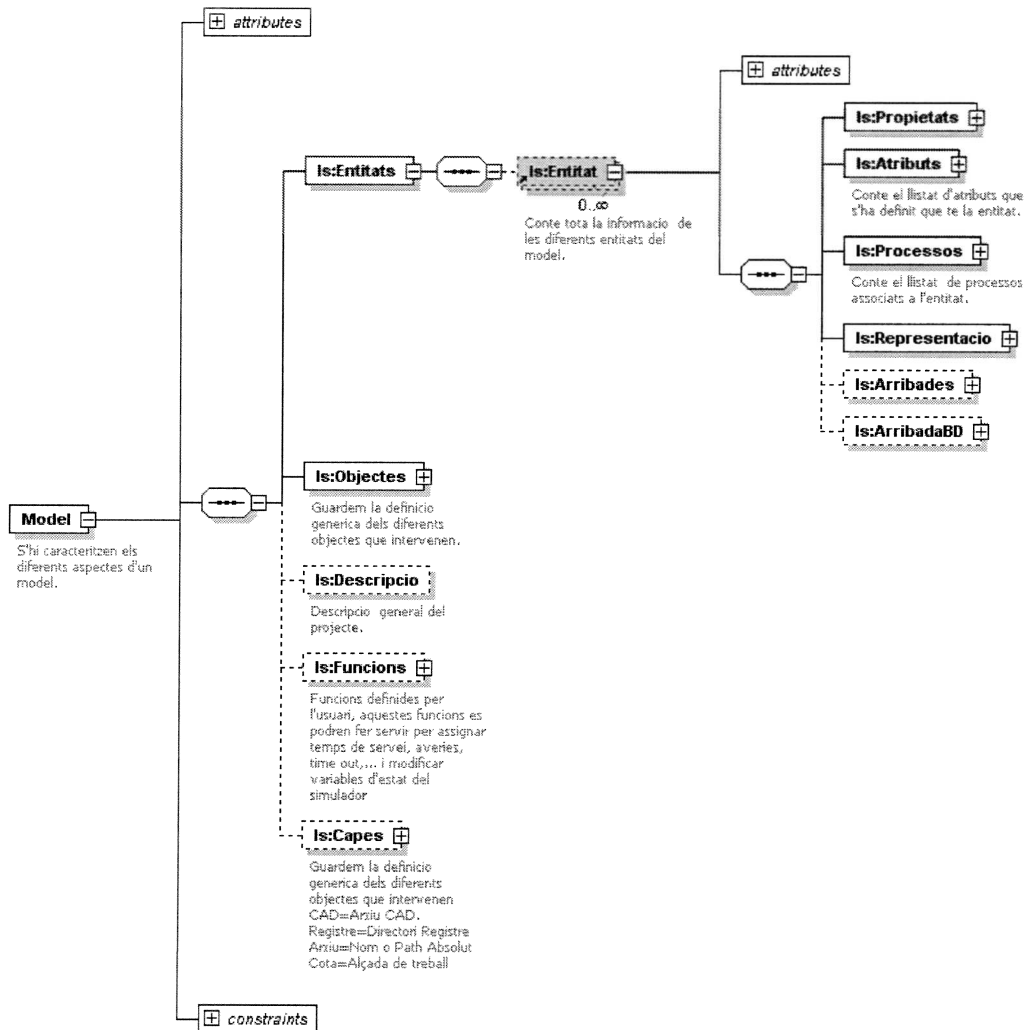 attributes
attributes
ls:Propietats
ls:Entitats
ls:Entitat
0..∞
Conte tota la informacio de
les diferents entitats del
model.
ls:Atributs
Conte el llistat d'atributs que
s'ha definit que te la entitat.
ls:Processos
Conte el llistat de processos
associats a l'entitat.
ls:Representacio
ls:Arribades
ls:ArribadaBD
ls:Objectes
Guardem la definicio
generica dels diferents
objectes que intervenen.
Model
S'hi caracteritzen els
diferents aspectes d'un
model.
ls:Descripcio
Descripcio general del
projecte.
ls:Funcions
Funcions definides per
l'usuari, aquestes funcions es
podren fer servir per assignar
temps de servei, averies,
time out,... i modificar
variables d'estat del
simulador
ls:Capes
Guardem la definicio
generica dels diferents
objectes que intervenen
CAD=Arxiu CAD.
Registre=Directori Registre
Arxiu=Nom o Path Absolut
Cota=Alçada de treball
constraints